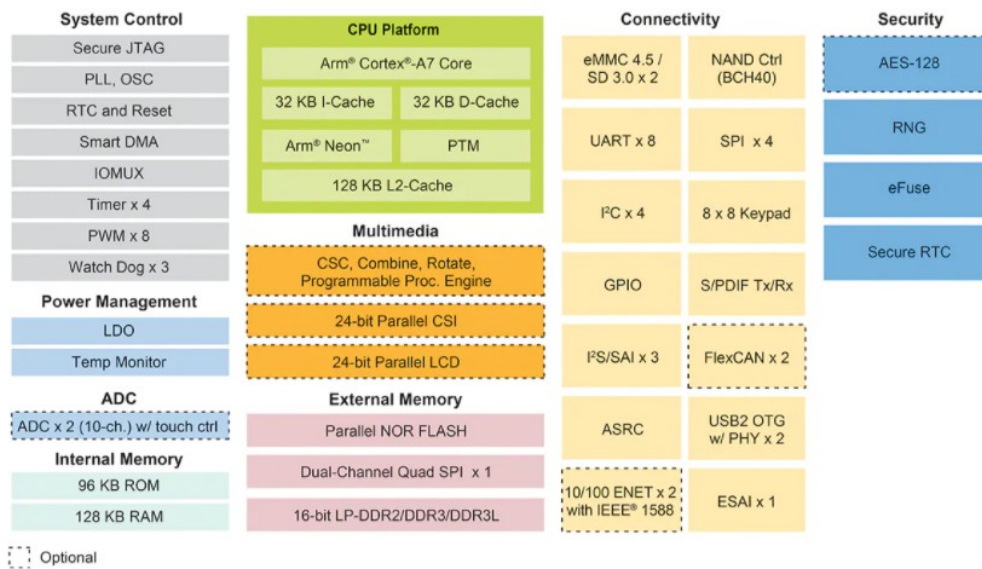 System Control
Secure JTAG
PLL, OSC
RTC and Reset
Smart DMA
IOMUX
Timer x 4
PWM x 8
Watch Dog x 3
Power Management
LDO
Temp Monitor
ADC
ADC x 2 (10-ch.) w/ touch ctrl
Internal Memory
96 KB ROM
128 KB RAM
CPU Platform
Arm® Cortex®-A7 Core
32 KB I-Cache
32 KB D-Cache
Arm® Neon™
PTM
128 KB L2-Cache
Multimedia
CSC, Combine, Rotate,
Programmable Proc. Engine
24-bit Parallel CSI
24-bit Parallel LCD
External Memory
Parallel NOR FLASH
Dual-Channel Quad SPI x 1
16-bit LP-DDR2/DDR3/DDR3L
Connectivity
eMMC 4.5 /
SD 3.0 x 2
NAND Ctrl
(BCH40)
UART x 8
SPI x 4
I²C x 4
8 x 8 Keypad
GPIO
S/PDIF Tx/Rx
I²S/SAI x 3
FlexCAN x 2
ASRC
USB2 OTG
w/ PHY x 2
10/100 ENET x 2
with IEEE® 1588
ESAI x 1
Security
AES-128
RNG
eFuse
Secure RTC
Optional